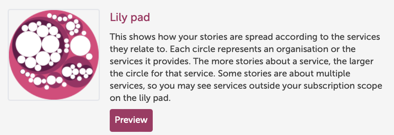 Lily pad
This shows how your stories are spread according to the services
they relate to. Each circle represents an organisation or the
services it provides. The more stories about a service, the larger
the circle for that service. Some stories are about multiple
services, so you may see services outside your subscription scope
on the lily pad.
Preview